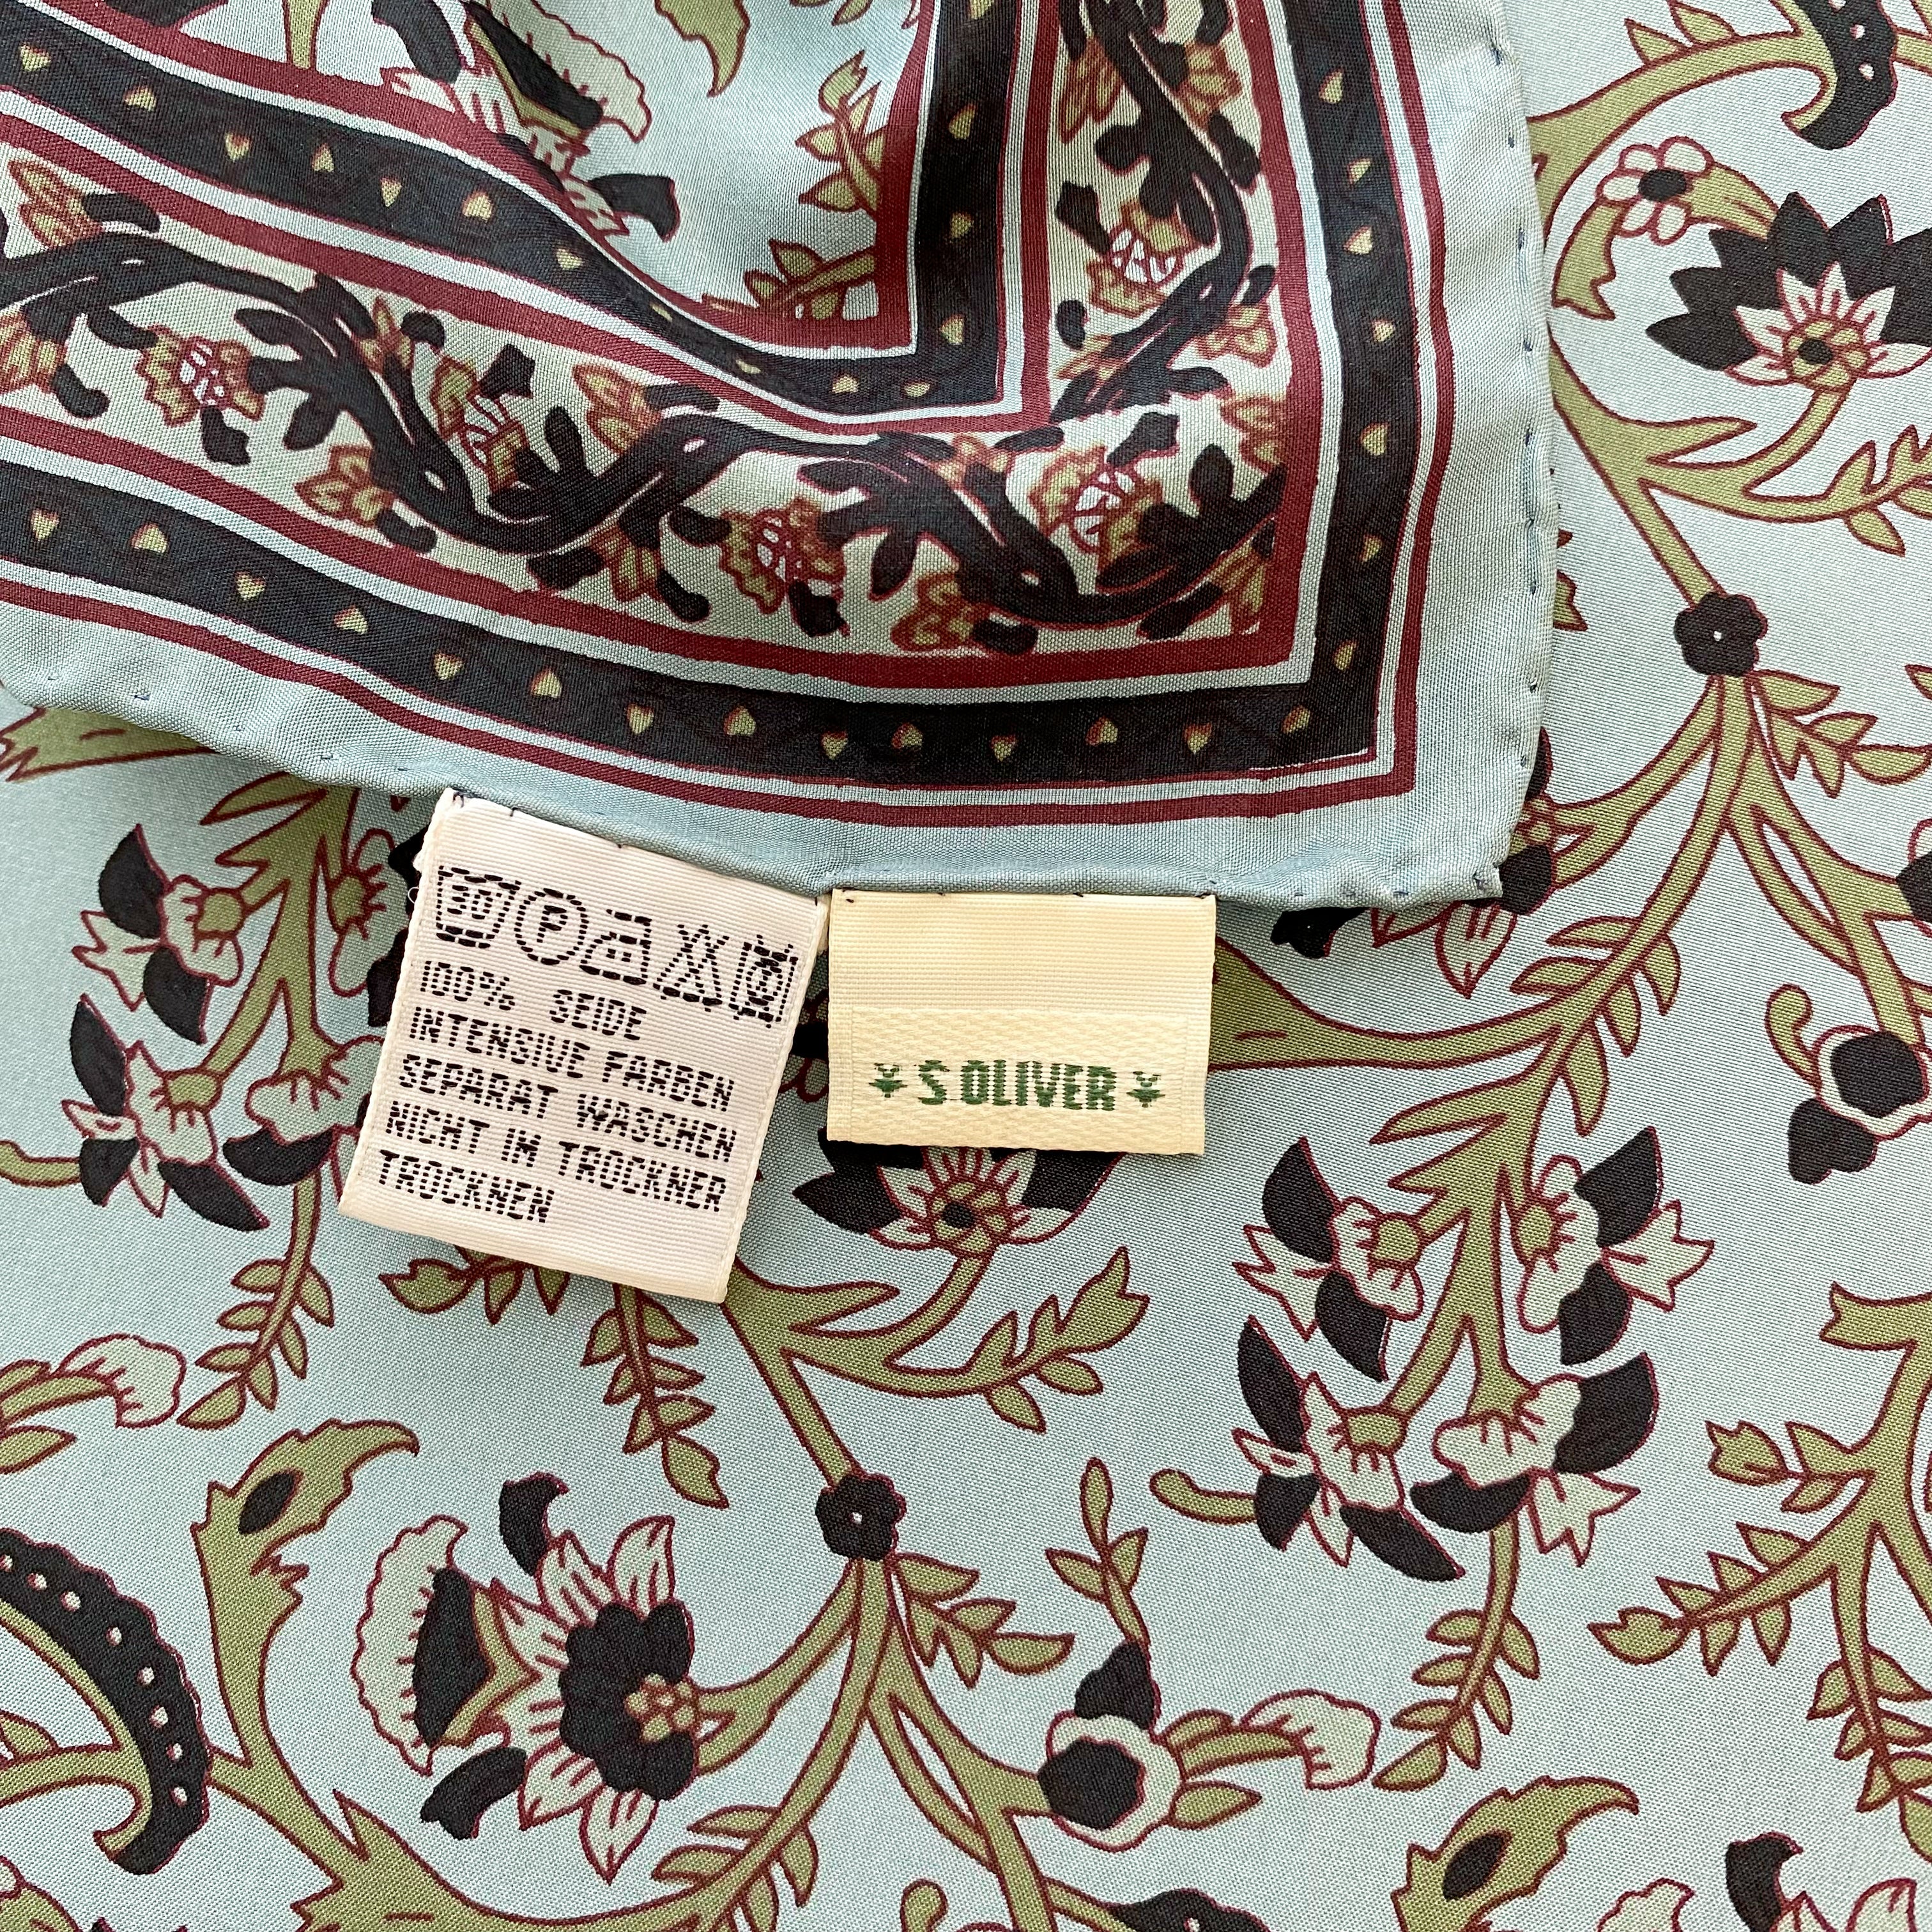 30 P
100% SEIDE
INTENSIVE FARBEN
SEPARAT WASCHEN
NICHT IM TROCKNER
TROCKNEN
S OLIVER